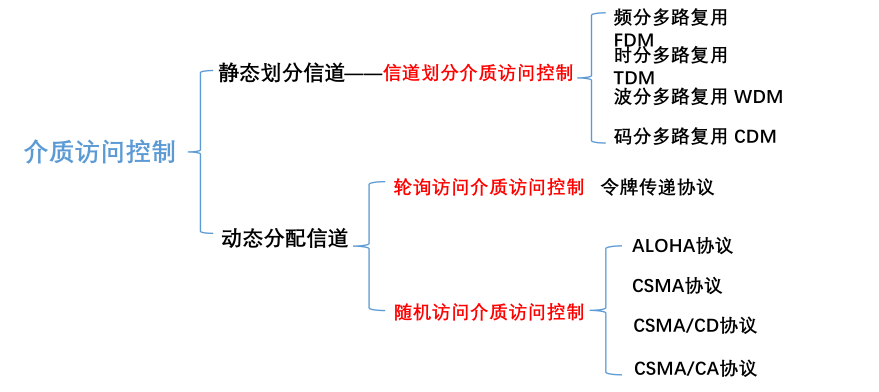 介质访问控制
静态划分信道——信道划分介质访问控制
频分多路复用
FDM
时分多路复用
TDM
波分多路复用 WDM
码分多路复用 CDM
动态分配信道
轮询访问介质访问控制 令牌传递协议
随机访问介质访问控制
ALOHA协议
CSMA协议
CSMA/CD协议
CSMA/CA协议